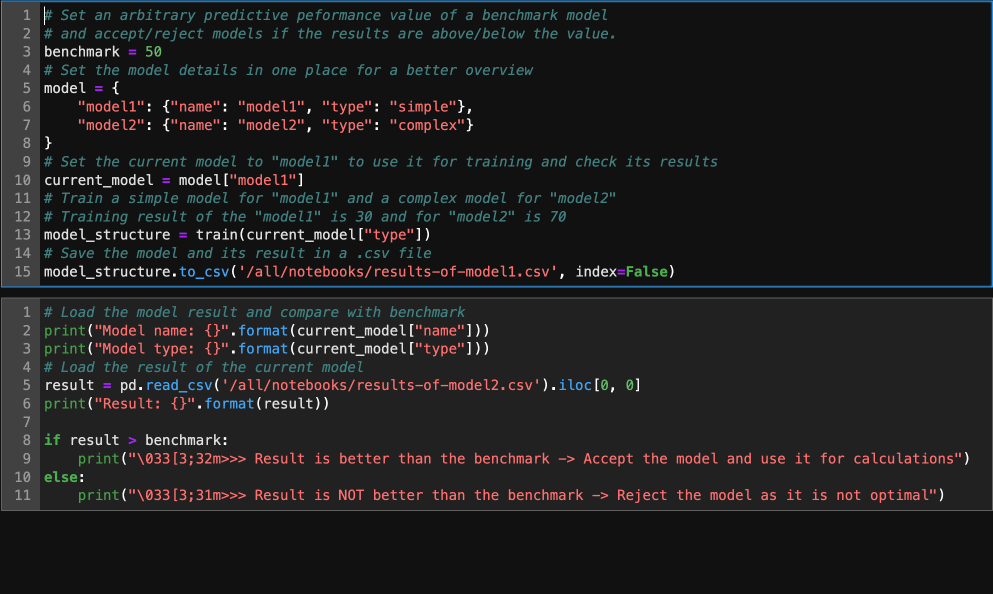 1 # Set an arbitrary predictive peformance value of a benchmark model
2 # and accept/reject models if the results are above/below the value.
3 benchmark = 50
4 # Set the model details in one place for a better overview
5 model = {
6     "model1": {"name": "model1", "type": "simple"},
7     "model2": {"name": "model2", "type": "complex"}
8 }
9 # Set the current model to "model1" to use it for training and check its results
10 current_model = model["model1"]
11 # Train a simple model for "model1" and a complex model for "model2"
12 # Training result of the "model1" is 30 and for "model2" is 70
13 model_structure = train(current_model["type"])
14 # Save the model and its result in a .csv file
15 model_structure.to_csv('/all/notebooks/results-of-model1.csv', index=False)
1 # Load the model result and compare with benchmark
2 print("Model name: {}".format(current_model["name"]))
3 print("Model type: {}".format(current_model["type"]))
4 # Load the result of the current model
5 result = pd.read_csv('/all/notebooks/results-of-model2.csv').iloc[0, 0]
6 print("Result: {}".format(result))
7
8 if result > benchmark:
9     print("\033[3;32m>>> Result is better than the benchmark -> Accept the model and use it for calculations")
10 else:
11     print("\033[3;31m>>> Result is NOT better than the benchmark -> Reject the model as it is not optimal")